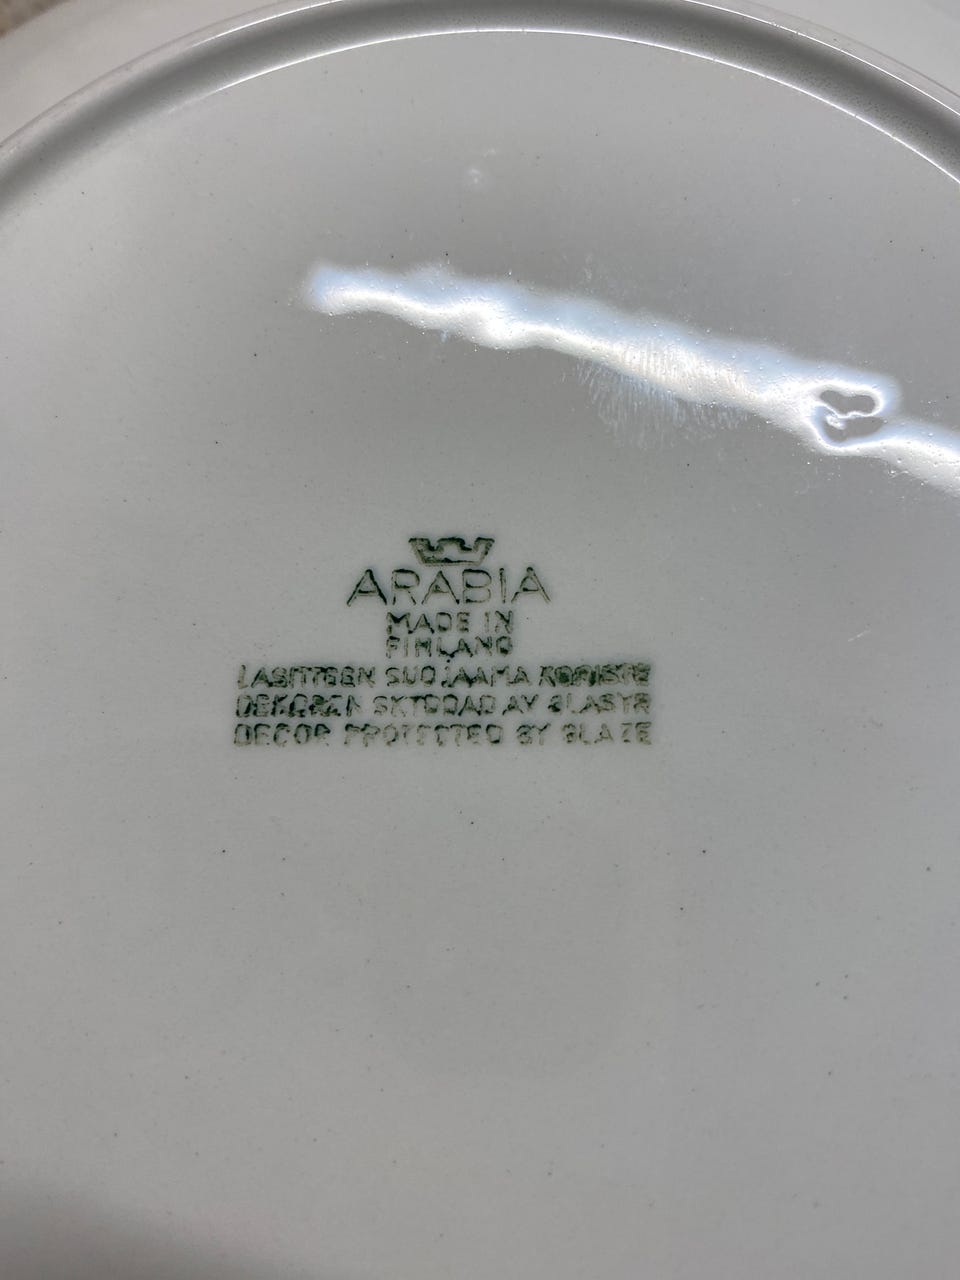 ARABIA
MADE IN
FINLAND
LASITTEEN SUOJAAMA KORISTE
DEKOREN SKYDDAD AV GLASYR
DECOR PROTECTED BY GLAZE